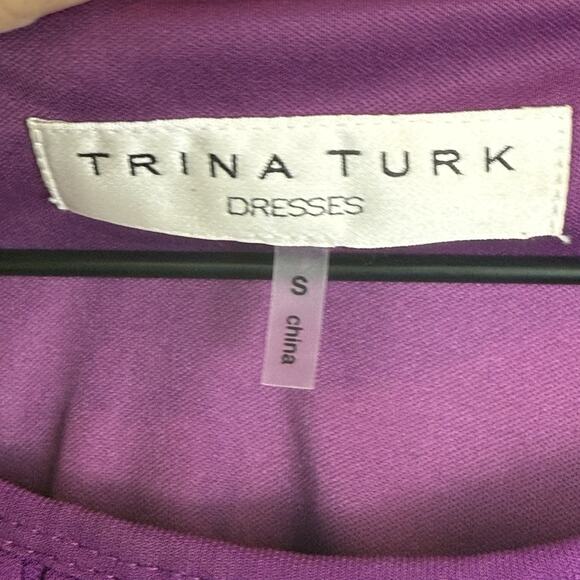 TRINA TURK
DRESSES
S
china